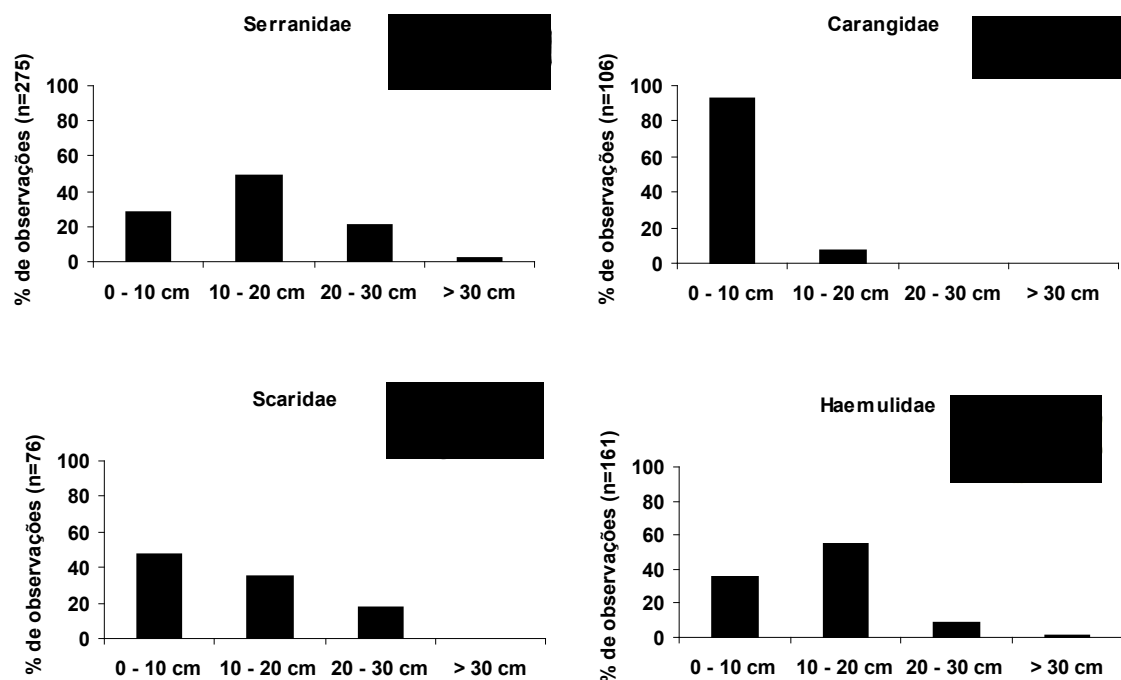 Serranidae
% de observações (n=275)
100
80
60
40
20
0
0 - 10 cm 10 - 20 cm 20 - 30 cm > 30 cm
Carangidae
% de observações (n=106)
100
80
60
40
20
0
0 - 10 cm 10 - 20 cm 20 - 30 cm > 30 cm
Scaridae
% de observações (n=76)
100
80
60
40
20
0
0 - 10 cm 10 - 20 cm 20 - 30 cm > 30 cm
Haemulidae
% de observações (n=161)
100
80
60
40
20
0
0 - 10 cm 10 - 20 cm 20 - 30 cm > 30 cm